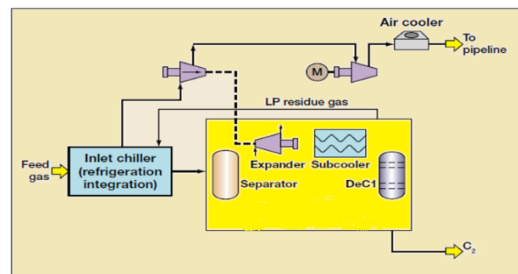 Air cooler
To
pipeline
M
LP residue gas
Feed
gas
Inlet chiller
(refrigeration
integration)
Expander
Subcooler
Separator
DeC1
C2